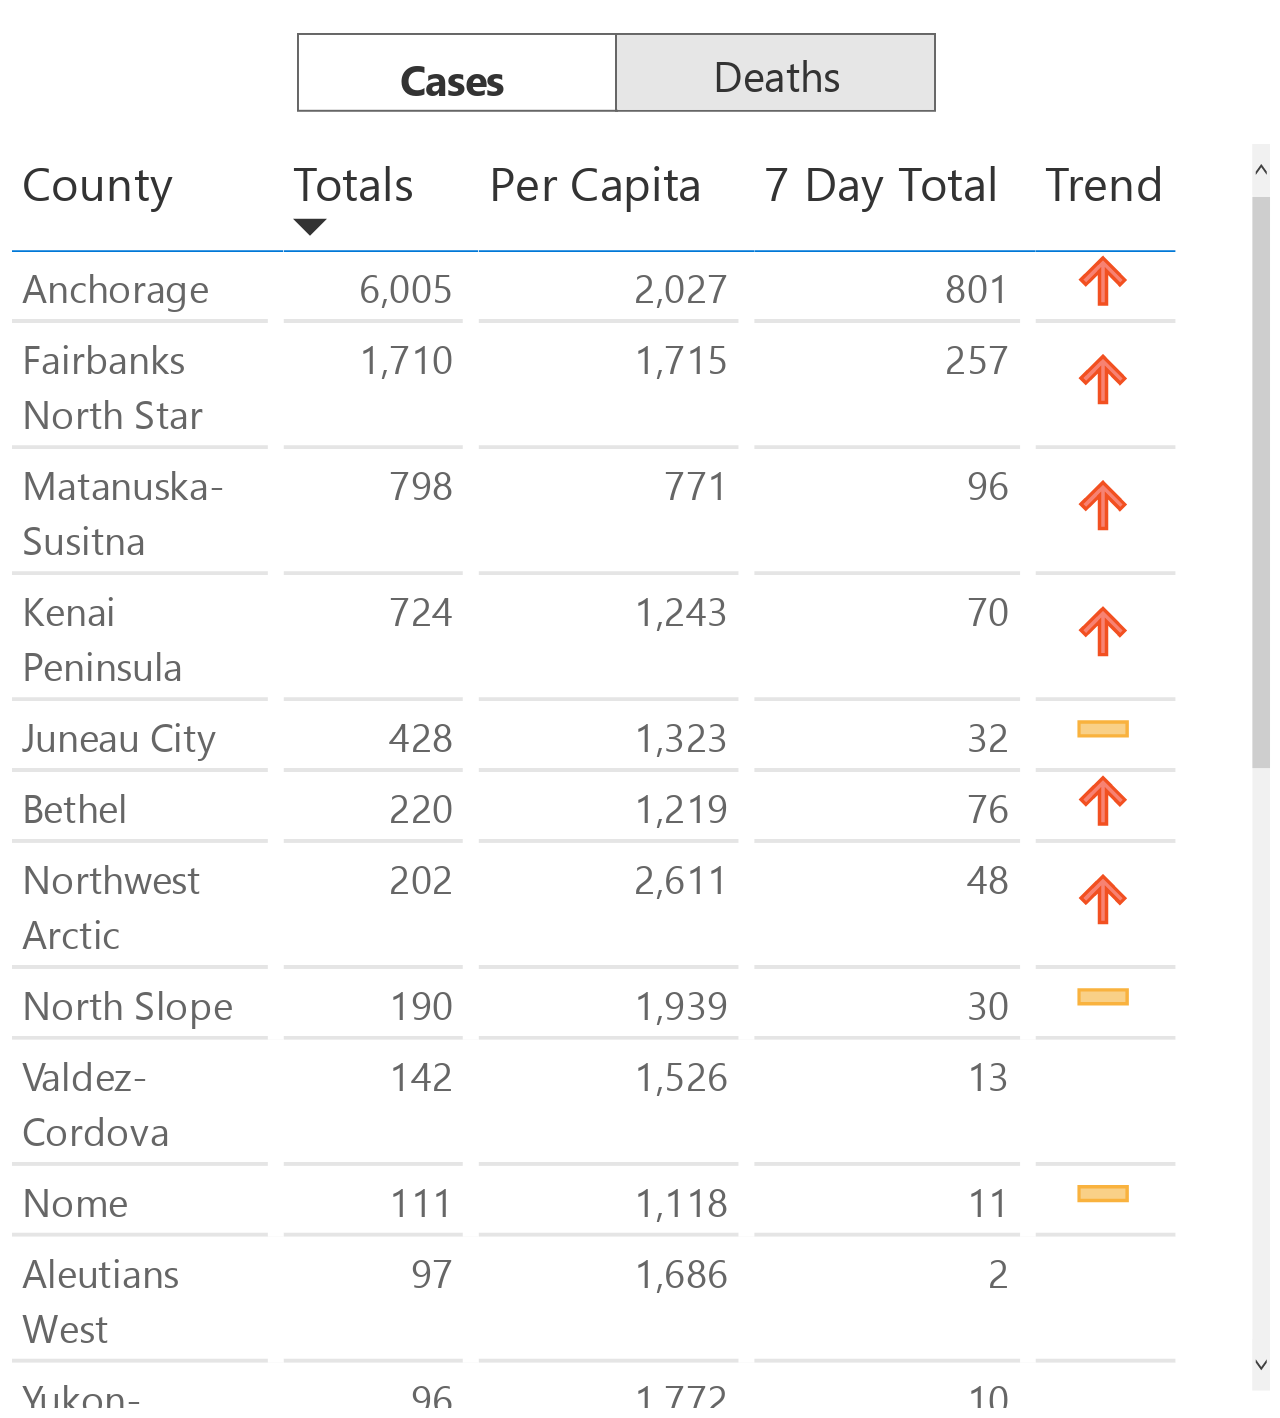 Cases Deaths
County Totals Per Capita 7 Day Total Trend
Anchorage 6,005 2,027 801
Fairbanks 1,710 1,715 257
North Star
Matanuska- 798 771 96
Susitna
Kenai 724 1,243 70
Peninsula
Juneau City 428 1,323 32
Bethel 220 1,219 76
Northwest 202 2,611 48
Arctic
North Slope 190 1,939 30
Valdez- 142 1,526 13
Cordova
Nome 111 1,118 11
Aleutians 97 1,686 2
West
Yukon- 96 1,772 10